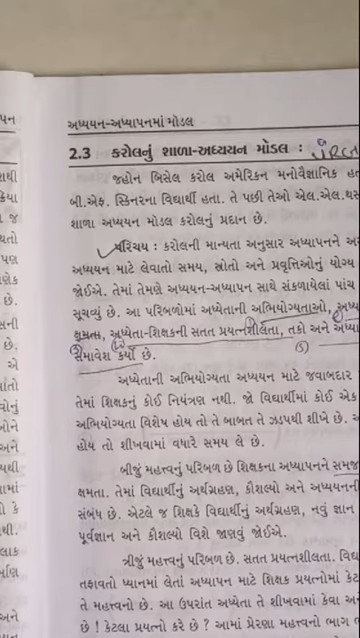 અધ્યયન-અધ્યાપનમાં મોડલ
2.3 કરોલનું શાળા-અધ્યયન મોડલ :
જ્હોન બિસેલ કરોલ અમેરિકન મનોવૈજ્ઞાનિક
બી.એફ. સ્કિનરના વિદ્યાર્થી હતા. તે પછી તેઓ એલ.એલ.
શાળા અધ્યયન મોડલ કરોલનું પ્રદાન છે.
પરિચય : કરોલની માન્યતા અનુસાર અધ્યાપનને
અધ્યયન માટે લેવાતો સમય, સ્રોતો અને પ્રવૃત્તિઓનું યોગ્ય
જોઈએ. તેમાં તેમણે અધ્યયન-અધ્યાપન સાથે સંકળાયેલાં પાંચ
સૂચવ્યું છે. આ પરિબળોમાં અધ્યેતાની અભિયોગ્યતાઓ,
ક્ષમતા, અધ્યેતા-શિક્ષકની સતત પ્રયત્નશીલતા, તકો અને
સમાવેશ કર્યો છે.
અધ્યેતાની અભિયોગ્યતા અધ્યયન માટે જવાબદાર
તેમાં શિક્ષકનું કોઈ નિયંત્રણ નથી. જો વિદ્યાર્થીમાં કોઈ એક
અભિયોગ્યતા વિશેષ હોય તો તે બાબત તે ઝડપથી શીખે છે.
હોય તો શીખવામાં વધારે સમય લે છે.
બીજું મહત્ત્વનું પરિબળ છે શિક્ષકના અધ્યાપનને
ક્ષમતા. તેમાં વિદ્યાર્થીનું અર્થગ્રહણ, કૌશલ્યો અને
સંબંધ છે. એટલે જ શિક્ષકે વિદ્યાર્થીનું અર્થગ્રહણ, નવું જ્ઞાન
પૂર્વજ્ઞાન અને કૌશલ્યો વિશે જાણવું જોઈએ.
ત્રીજું મહત્ત્વનું પરિબળ છે. સતત પ્રયત્નશીલતા.
તફાવતો ધ્યાનમાં લેતાં અધ્યાપન માટે શિક્ષક પ્રયત્નોમાં
તે મહત્ત્વનો છે. આ ઉપરાંત અધ્યેતા તે શીખવામાં કેવા
છે ! કેટલા પ્રયત્નો કરે છે ? આમાં પ્રેરણા મહત્ત્વનો ભાગ